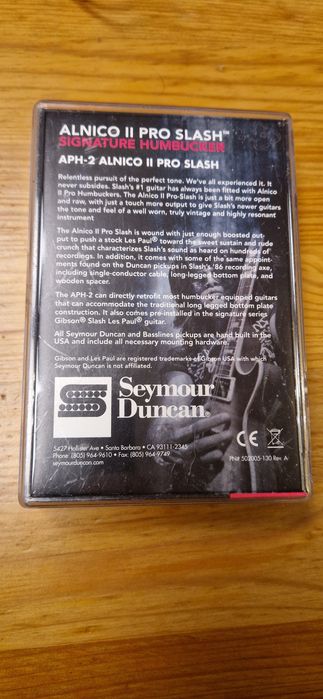 ALNICO II PRO SLASH™
SIGNATURE HUMBUCKER
APH-2 ALNICO II PRO SLASH
Relentless pursuit of the perfect tone. We've all experienced it. It
never subsides. Slash's #1 guitar has always been fitted with Alnico
II Pro Humbuckers. The Alnico II Pro-Slash is just a bit more open
and raw, with just a touch more output to give Slash's newer guitars
the tone and feel of a well worn, truly vintage and highly resonant
instrument
The Alnico II Pro Slash is wound with just enough boosted out-
put to push a stock Les Paul® toward the sweet sustain and rude
crunch that characterizes Slash's sound as heard on hundreds of
recordings. In addition, it comes with some of the same appoint-
ments found on the Duncan pickups in Slash's '86 recording axe,
including single-conductor cable, long-legged bottom plate, and
wooden spacer.
The APH-2 can directly retrofit most humbucker equipped guitars
that can accommodate the traditional long legged bottom plate
construction. It also comes pre-installed in the signature series
Gibson® Slash Les Paul® guitar.
All Seymour Duncan and Basslines pickups are hand built in the
USA and include all necessary mounting hardware.
Gibson and Les Paul are registered trademarks of Gibson USA with which
Seymour Duncan is not affiliated.
Seymour
Duncan®
5427 Hollister Ave • Santa Barbara • CA 93111-2345
Phone: (805) 964-9610 • Fax: (805) 964-9749
seymourduncan.com
CE
PN# 502005-130 Rev. A